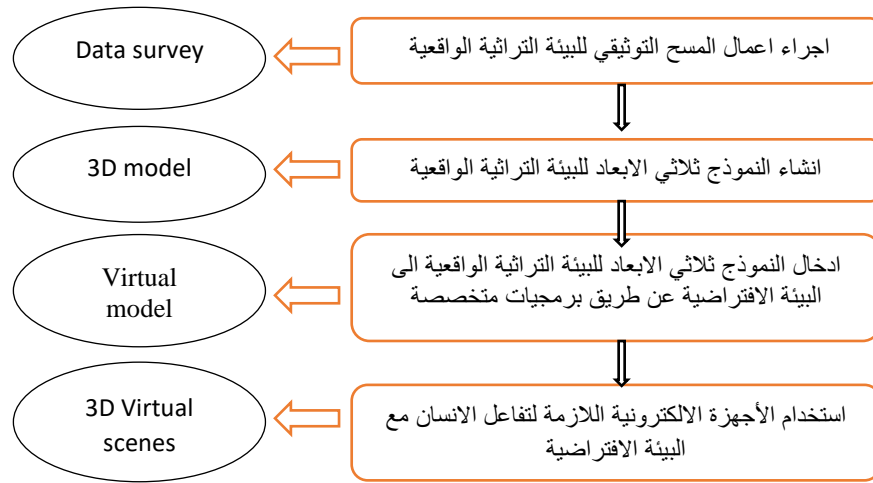 Data survey
اجراء اعمال المسح التوثيقي للبيئة التراثية الواقعية
3D model
انشاء النموذج ثلاثي الابعاد للبيئة التراثية الواقعية
Virtual
model
ادخال النموذج ثلاثي الابعاد للبيئة التراثية الواقعية الى
البيئة الافتراضية عن طريق برمجيات متخصصة
3D Virtual
scenes
استخدام الأجهزة الالكترونية اللازمة لتفاعل الانسان مع
البيئة الافتراضية